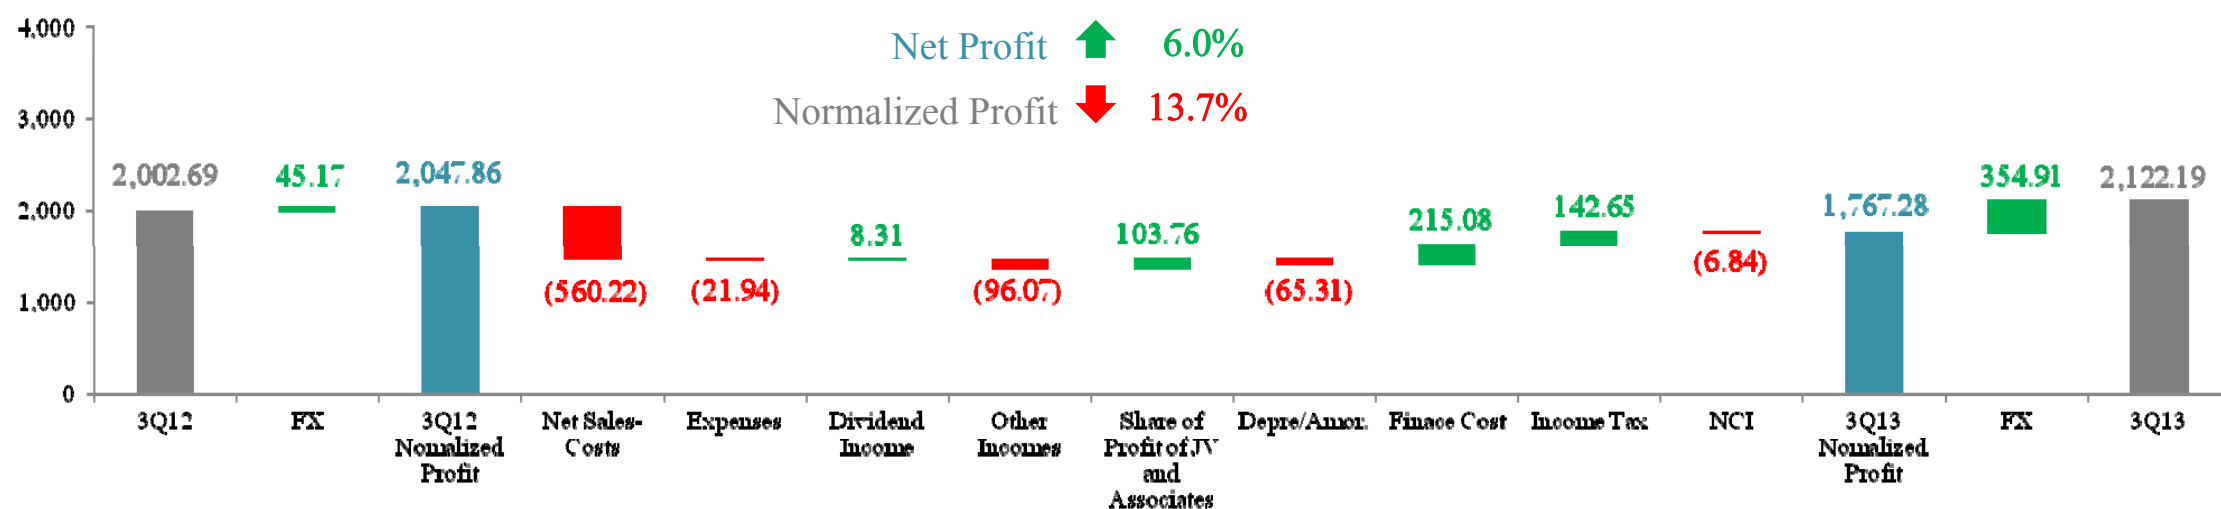 Net Profit 6.0%
Normalized Profit 13.7%
4,000
3,000
2,000
1,000
0
2,002.69
45.17
2,047.86
(560.22)
(21.94)
8.31
(96.07)
103.76
(65.31)
215.08
142.65
(6.84)
1,767.28
354.91
2,122.19
3Q12
FX
3Q12
Nomalized
Profit
Net Sales-
Costs
Expenses
Dividend
Income
Other
Incomes
Share of
Profit of JV
and
Associates
Depre/Amor.
Finace Cost
Income Tax
NCI
3Q13
Nomalized
Profit
FX
3Q13